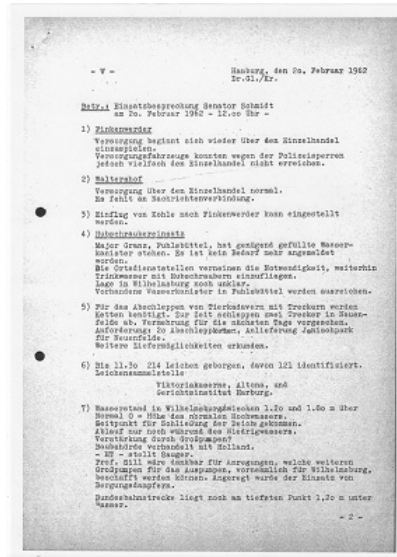 - V -
Hamburg, den 20. Februar 1962
Dr.Gl./Kr.
Betr.: Einsatzbesprechung Senator Schmidt
am 20. Februar 1962 - 12.00 Uhr -
1) Finkenwerder
Versorgung beginnt sich wieder über den Einzelhandel
einzuspielen.
Versorgungsfahrzeuge konnten wegen der Polizeisperren
jedoch vielfach den Einzelhandel nicht erreichen.
2) Waltershof
Versorgung über den Einzelhandel normal.
Es fehlt an Nachrichtenverbindung.
3) Einflug von Kohle nach Finkenwerder kann eingestellt
werden.
4) Hubschraubereinsatz
Major Granz, Fuhlsbüttel, hat genügend gefüllte Wasser-
kanister stehen. Es ist kein Bedarf mehr angemeldet
worden.
Die Ortsdienststellen verneinen die Notwendigkeit, weiterhin
Trinkwasser mit Hubschraubern einzufliegen.
Lage in Wilhelmsburg noch unklar.
Vorhandene Wasserkanister in Fuhlsbüttel werden ausreichen.
5) Für das Abschleppen von Tierkadavern mit Treckern werden
Ketten benötigt. Zur Zeit schleppen zwei Trecker in Neuen-
felde ab. Vermehrung für die nächsten Tage vorgesehen.
Anforderung: 20 Anlieferung
für Neuenfelde.
Weitere Liefermöglichkeiten erkunden.
6) Bis 11.30 214 Leichen geborgen, davon 121 identifiziert.
Leichensammelstelle
Viktoriakaserne, Altona, und
Gerichtsinstitut Harburg.
7) Wasserstand in Wilhelmsburg zwischen 1.20 und 1.80 m über
Normal 0 = Höhe des normalen Hochwassers.
Zeitpunkt für Schließung der Deiche gekommen.
Ablauf nur noch während des Niedrigwassers.
Verstärkung durch Großpumpen?
Baubehörde verhandelt mit Holland.
- BT - stellt Sauger.
Prof. Hill wäre dankbar für Anregungen, welche weiteren
Großpumpen für das Auspumpen, vornehmlich für Wilhelmsburg,
beschafft werden können. Angeregt wurde der Einsatz von
Bergungsdampfern.
Bundesbahnstrecke liegt noch am tiefsten Punkt 1,20 m unter
Wasser.
- 2 -